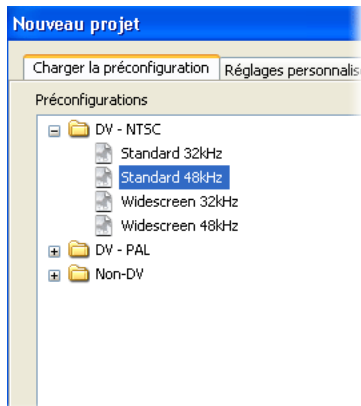 Nouveau projet
Charger la préconfiguration Réglages personnalis
Préconfigurations
DV - NTSC
Standard 32kHz
Standard 48kHz
Widescreen 32kHz
Widescreen 48kHz
DV - PAL
Non-DV